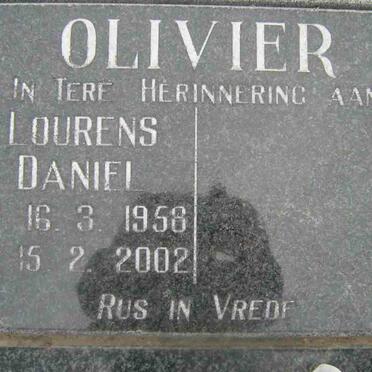 OLIVIER
IN TERE HERINNERING AAN
LOURENS
DANIEL
16. 3. 1958
15. 2. 2002
RUS IN VREDE